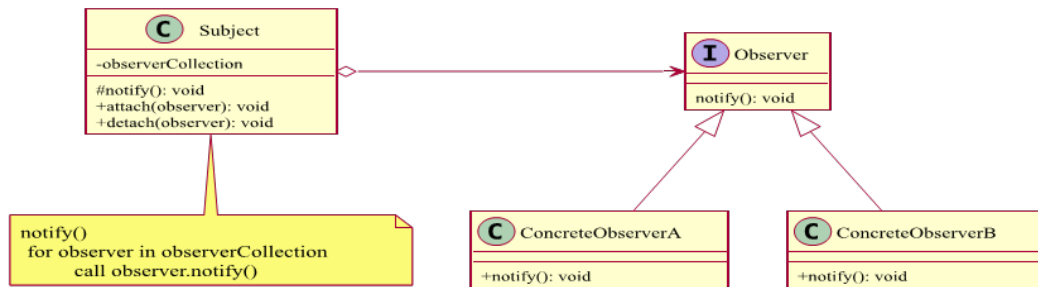 C Subject
-observerCollection
#notify(): void
+attach(observer): void
+detach(observer): void
I Observer
notify(): void
notify()
for observer in observerCollection
call observer.notify()
C ConcreteObserverA
+notify(): void
C ConcreteObserverB
+notify(): void